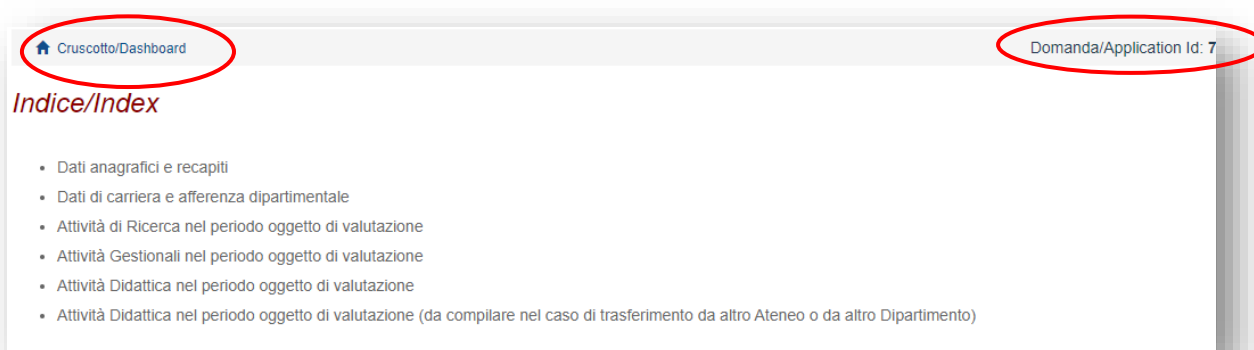 Cruscotto/Dashboard
Domanda/Application Id: 7
Indice/Index
• Dati anagrafici e recapiti
• Dati di carriera e afferenza dipartimentale
• Attività di Ricerca nel periodo oggetto di valutazione
• Attività Gestionali nel periodo oggetto di valutazione
• Attività Didattica nel periodo oggetto di valutazione
• Attività Didattica nel periodo oggetto di valutazione (da compilare nel caso di trasferimento da altro Ateneo o da altro Dipartimento)